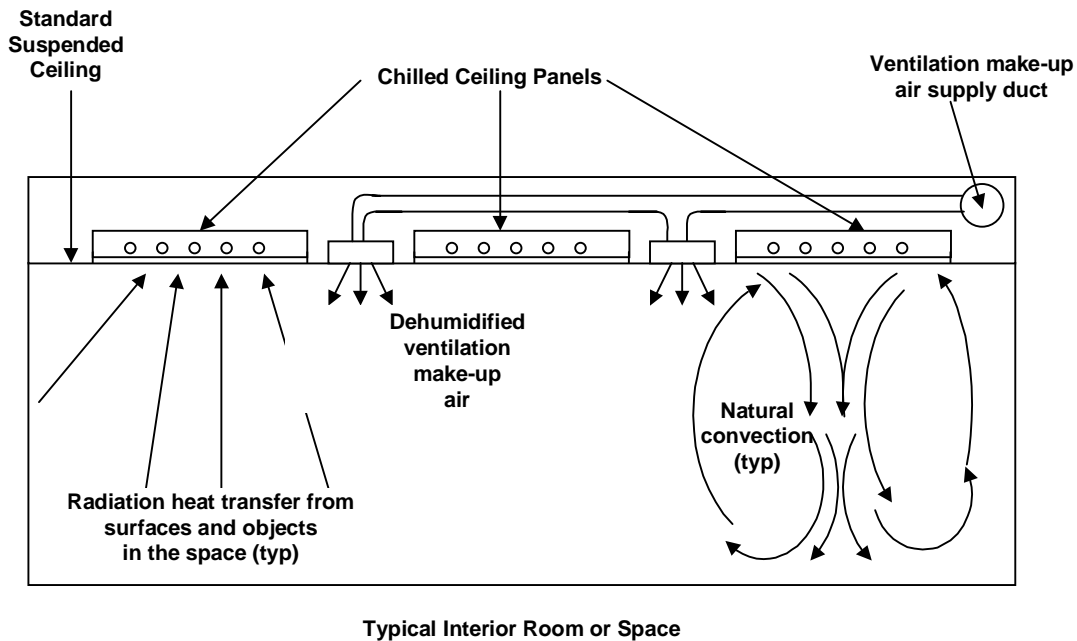 Standard
Suspended
Ceiling
Chilled Ceiling Panels
Ventilation make-up
air supply duct
Dehumidified
ventilation
make-up
air
Natural
convection
(typ)
Radiation heat transfer from
surfaces and objects
in the space (typ)
Typical Interior Room or Space